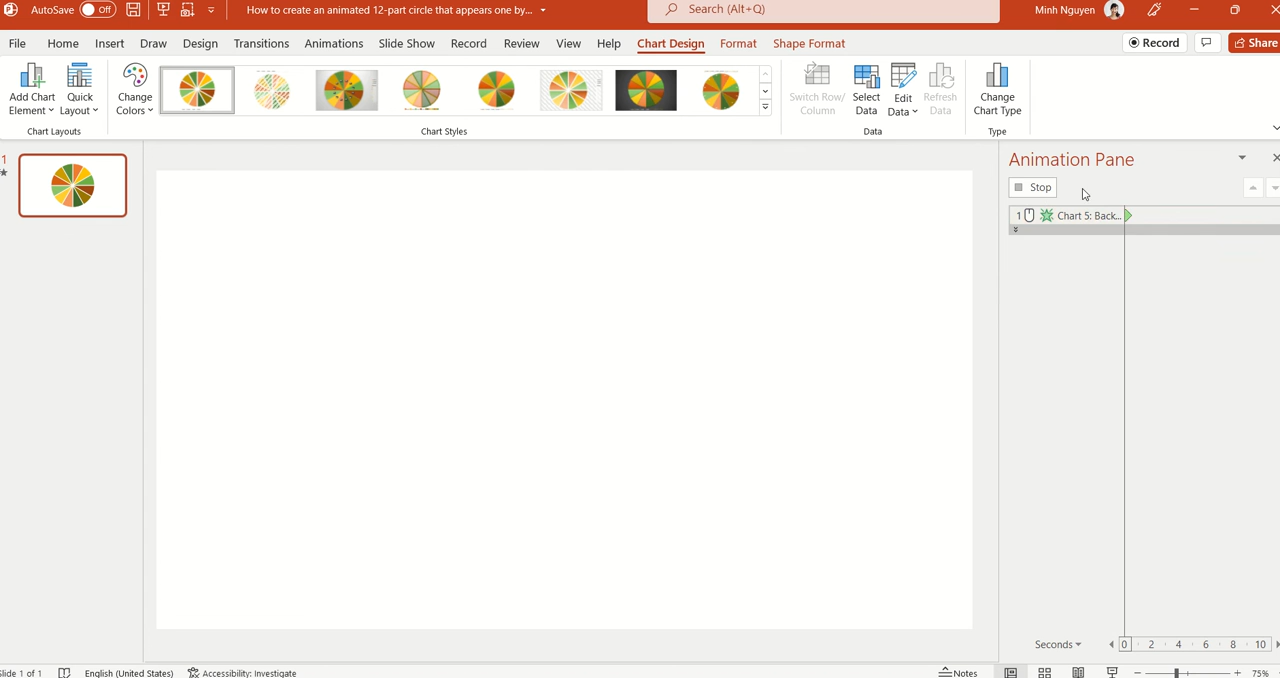 AutoSave Off How to create an animated 12-part circle that appears one by... Search (Alt+Q) Minh Nguyen
File Home Insert Draw Design Transitions Animations Slide Show Record Review View Help Chart Design Format Shape Format Record Share
Add Chart Element
Quick Layout
Chart Layouts
Change Colors
Chart Styles
Switch Row/ Column
Select Data
Edit Data
Refresh Data
Data
Change Chart Type
Type
1
Animation Pane
Stop
1 Chart 5: Back...
Seconds 0 2 4 6 8 10
Slide 1 of 1 English (United States) Accessibility: Investigate Notes 75%